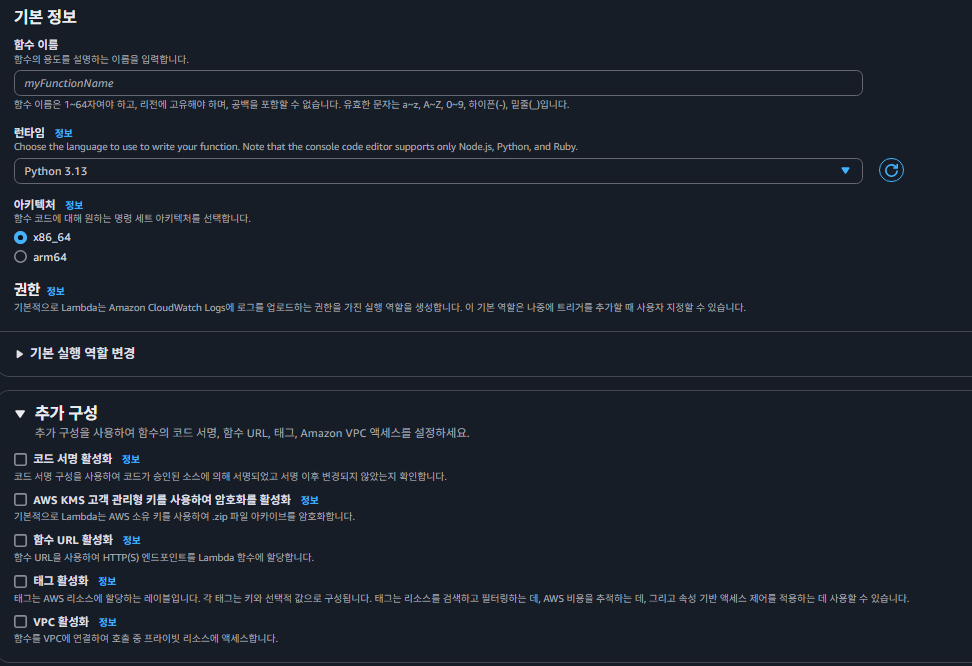 기본 정보
함수 이름
함수의 용도를 설명하는 이름을 입력합니다.
myFunctionName
함수 이름은 1~64자여야 하고, 리전에 고유해야 하며, 공백을 포함할 수 없습니다. 유효한 문자는 a~z, A~Z, 0~9, 하이픈(-), 밑줄(_)입니다.
런타임 정보
Choose the language to use to write your function. Note that the console code editor supports only Node.js, Python, and Ruby.
Python 3.13
아키텍처 정보
함수 코드에 대해 원하는 명령 세트 아키텍처를 선택합니다.
x86_64
arm64
권한 정보
기본적으로 Lambda는 Amazon CloudWatch Logs에 로그를 업로드하는 권한을 가진 실행 역할을 생성합니다. 이 기본 역할은 나중에 트리거를 추가할 때 사용자 지정할 수 있습니다.
기본 실행 역할 변경
추가 구성
추가 구성을 사용하여 함수의 코드 서명, 함수 URL, 태그, Amazon VPC 액세스를 설정하세요.
코드 서명 활성화 정보
코드 서명 구성을 사용하여 코드가 승인된 소스에 의해 서명되었고 서명 이후 변경되지 않았는지 확인합니다.
AWS KMS 고객 관리형 키를 사용하여 암호화를 활성화 정보
기본적으로 Lambda는 AWS 소유 키를 사용하여 .zip 파일 아카이브를 암호화합니다.
함수 URL 활성화 정보
함수 URL을 사용하여 HTTP(S) 엔드포인트를 Lambda 함수에 할당합니다.
태그 활성화 정보
태그는 AWS 리소스에 할당하는 레이블입니다. 각 태그는 키와 선택적 값으로 구성됩니다. 태그는 리소스를 검색하고 필터링하는 데, AWS 비용을 추적하는 데, 그리고 속성 기반 액세스 제어를 적용하는 데 사용할 수 있습니다.
VPC 활성화 정보
함수를 VPC에 연결하여 호출 중 프라이빗 리소스에 액세스합니다.